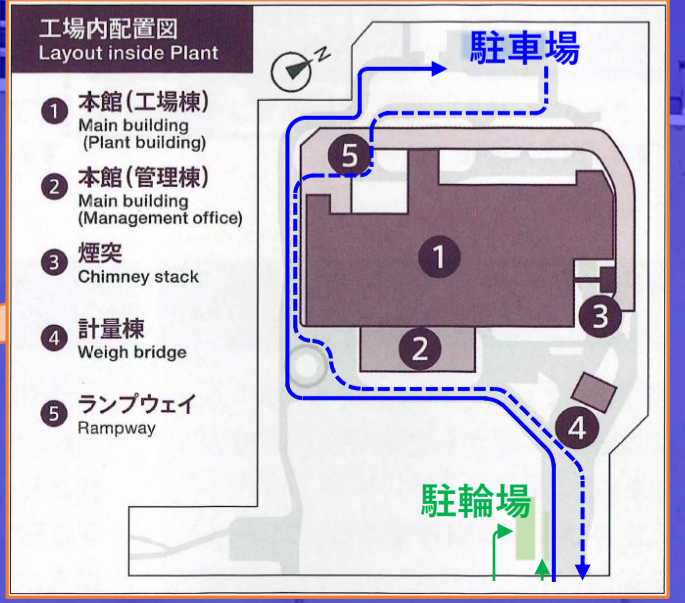 工場内配置図
Layout inside Plant
N
駐車場
1 本館(工場棟)
Main building
(Plant building)
2 本館(管理棟)
Main building
(Management office)
3 煙突
Chimney stack
4 計量棟
Weigh bridge
5 ランプウェイ
Rampway
5
1
3
2
4
駐輪場